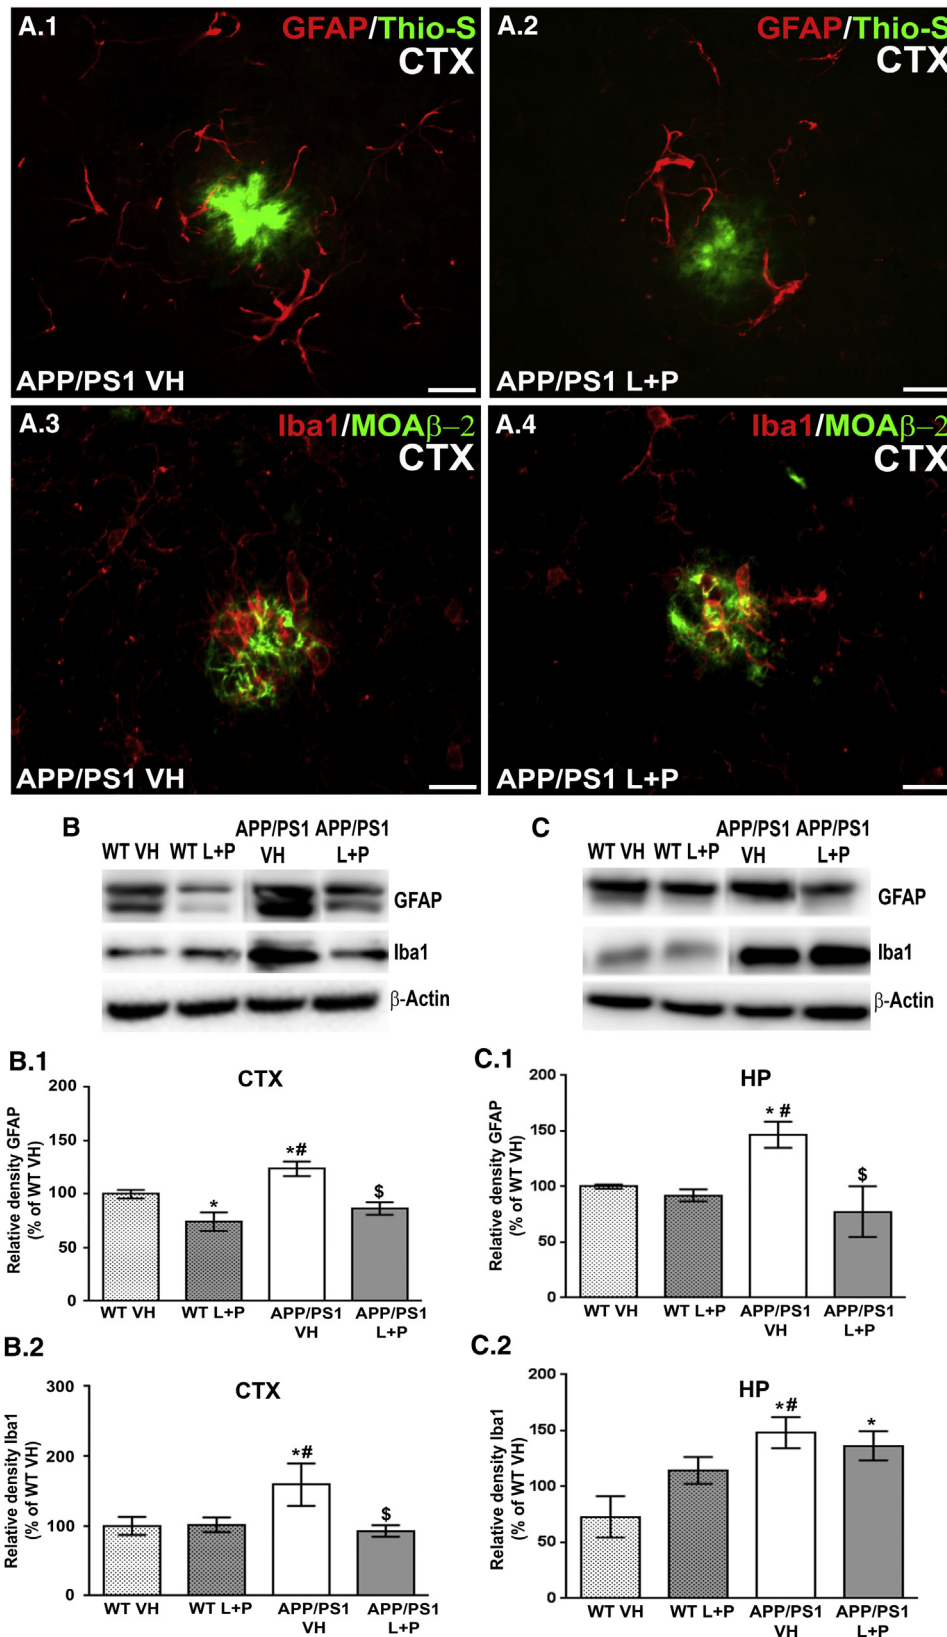 A.1 GFAP/Thio-S
CTX
APP/PS1 VH
A.2 GFAP/Thio-S
CTX
APP/PS1 L+P
A.3 Iba1/MOAβ−2
CTX
APP/PS1 VH
A.4 Iba1/MOAβ−2
CTX
APP/PS1 L+P
B
WT VH WT L+P APP/PS1 VH APP/PS1 L+P
GFAP
Iba1
β-Actin
C
WT VH WT L+P APP/PS1 VH APP/PS1 L+P
GFAP
Iba1
β-Actin
B.1
CTX
Relative density GFAP
(% of WT VH)
200
150
100
50
0
*
*#
$
WT VH WT L+P APP/PS1 VH APP/PS1 L+P
C.1
HP
Relative density GFAP
(% of WT VH)
200
150
100
50
0
* #
$
WT VH WT L+P APP/PS1 VH APP/PS1 L+P
B.2
CTX
Relative density Iba1
(% of WT VH)
300
200
100
0
*#
$
WT VH WT L+P APP/PS1 VH APP/PS1 L+P
C.2
HP
Relative density Iba1
(% of WT VH)
200
150
100
50
0
*#
*
WT VH WT L+P APP/PS1 VH APP/PS1 L+P